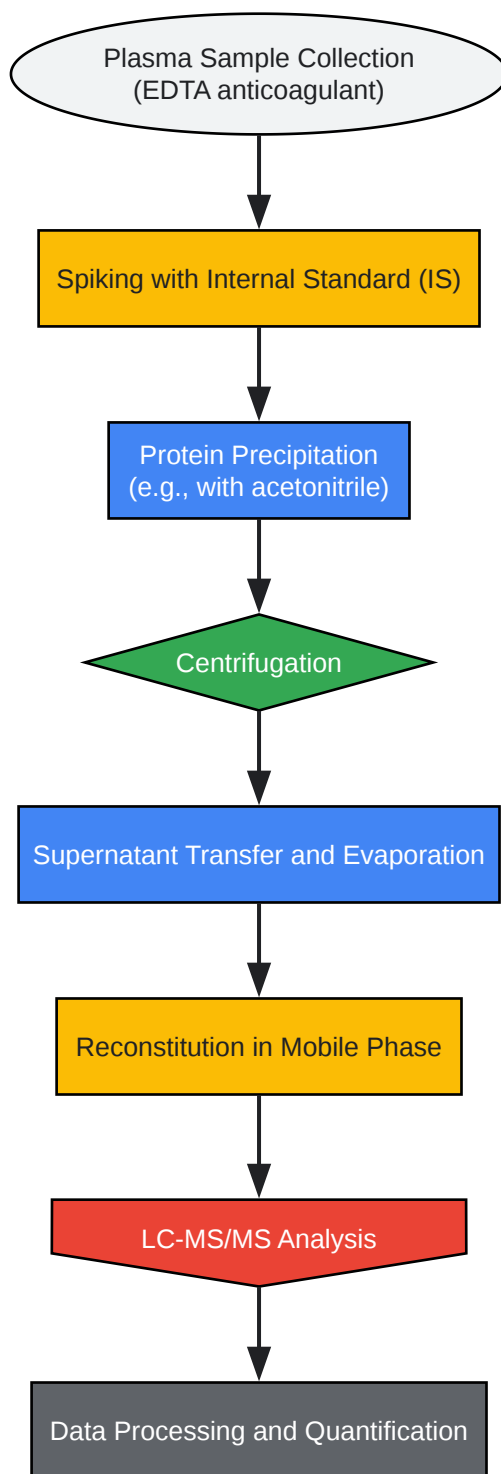 Plasma Sample Collection
(EDTA anticoagulant)
Spiking with Internal Standard (IS)
Protein Precipitation
(e.g., with acetonitrile)
Centrifugation
Supernatant Transfer and Evaporation
Reconstitution in Mobile Phase
LC-MS/MS Analysis
Data Processing and Quantification